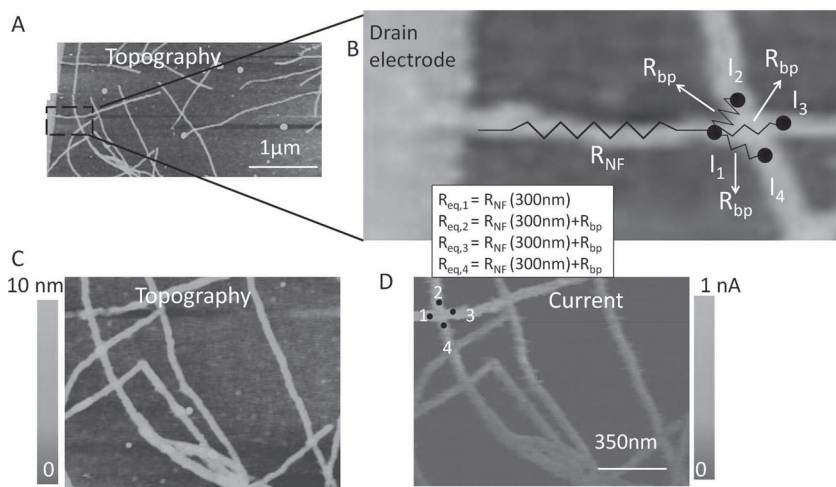 A
Topography
1µm
B
Drain
electrode
R_bp
I_2
R_bp
I_3
R_NF
I_1
R_bp
I_4
R_eq,1 = R_NF (300nm)
R_eq,2 = R_NF (300nm)+R_bp
R_eq,3 = R_NF (300nm)+R_bp
R_eq,4 = R_NF (300nm)+R_bp
C
10 nm
Topography
0
D
Current
1 nA
2
1
3
4
350nm
0